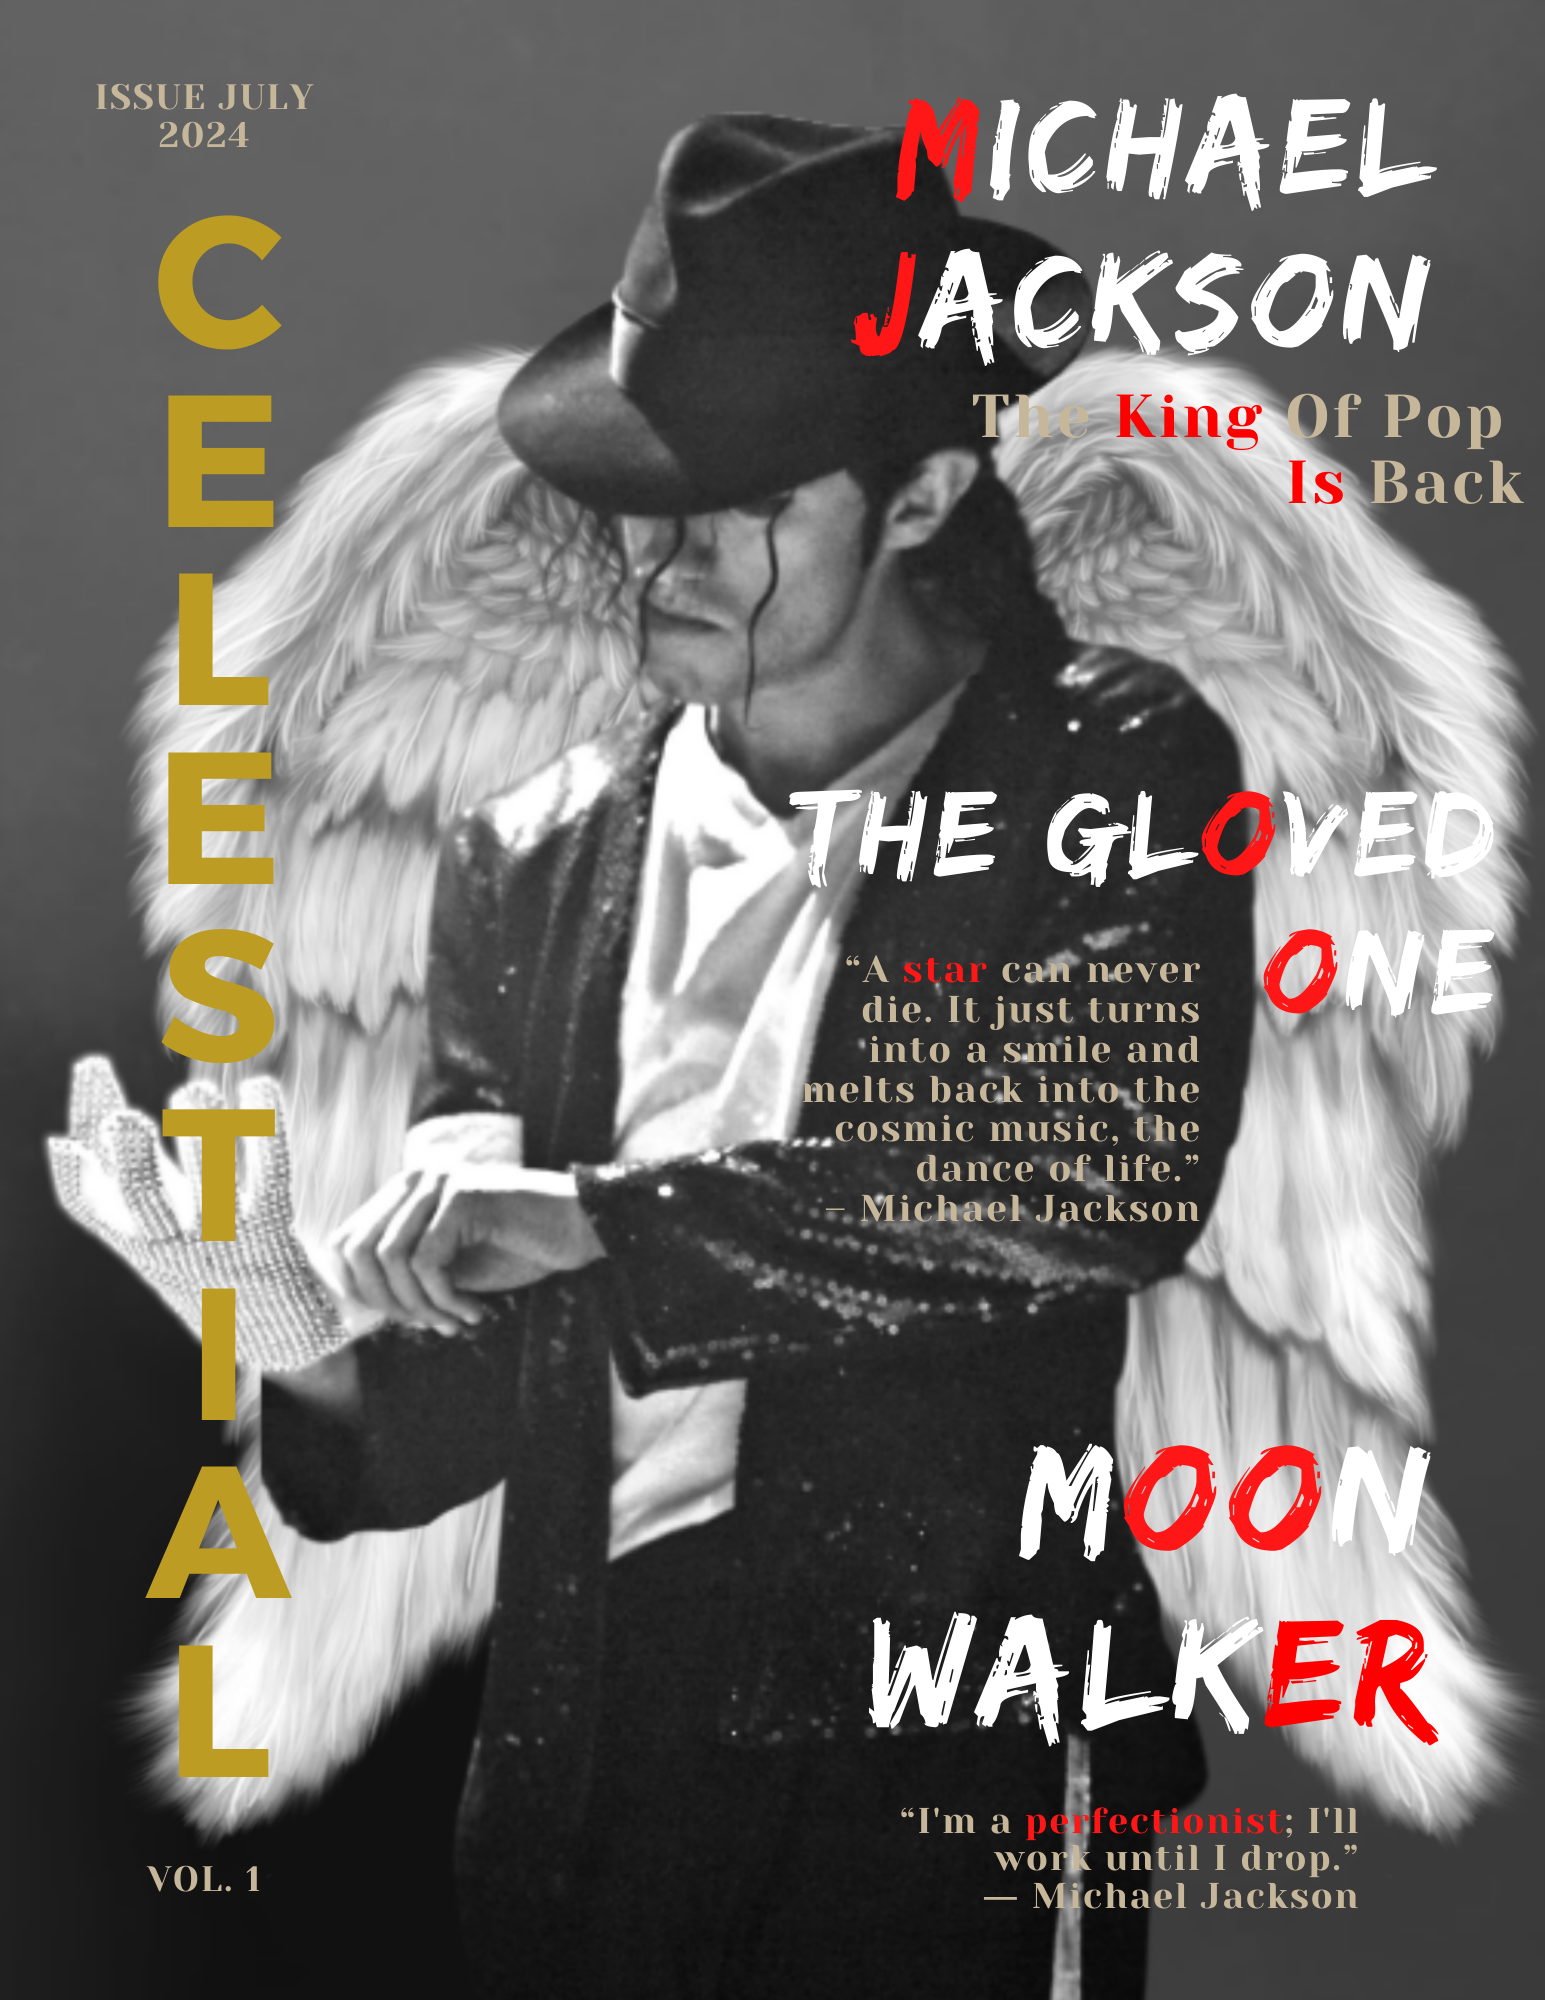 ISSUE JULY
2024
CELESTIAL
VOL. 1
MICHAEL
JACKSON
The King Of Pop
Is Back
THE GLOVED
ONE
“A star can never
die. It just turns
into a smile and
melts back into the
cosmic music, the
dance of life.”
– Michael Jackson
MOON
WALKER
“I'm a perfectionist; I'll
work until I drop.”
— Michael Jackson